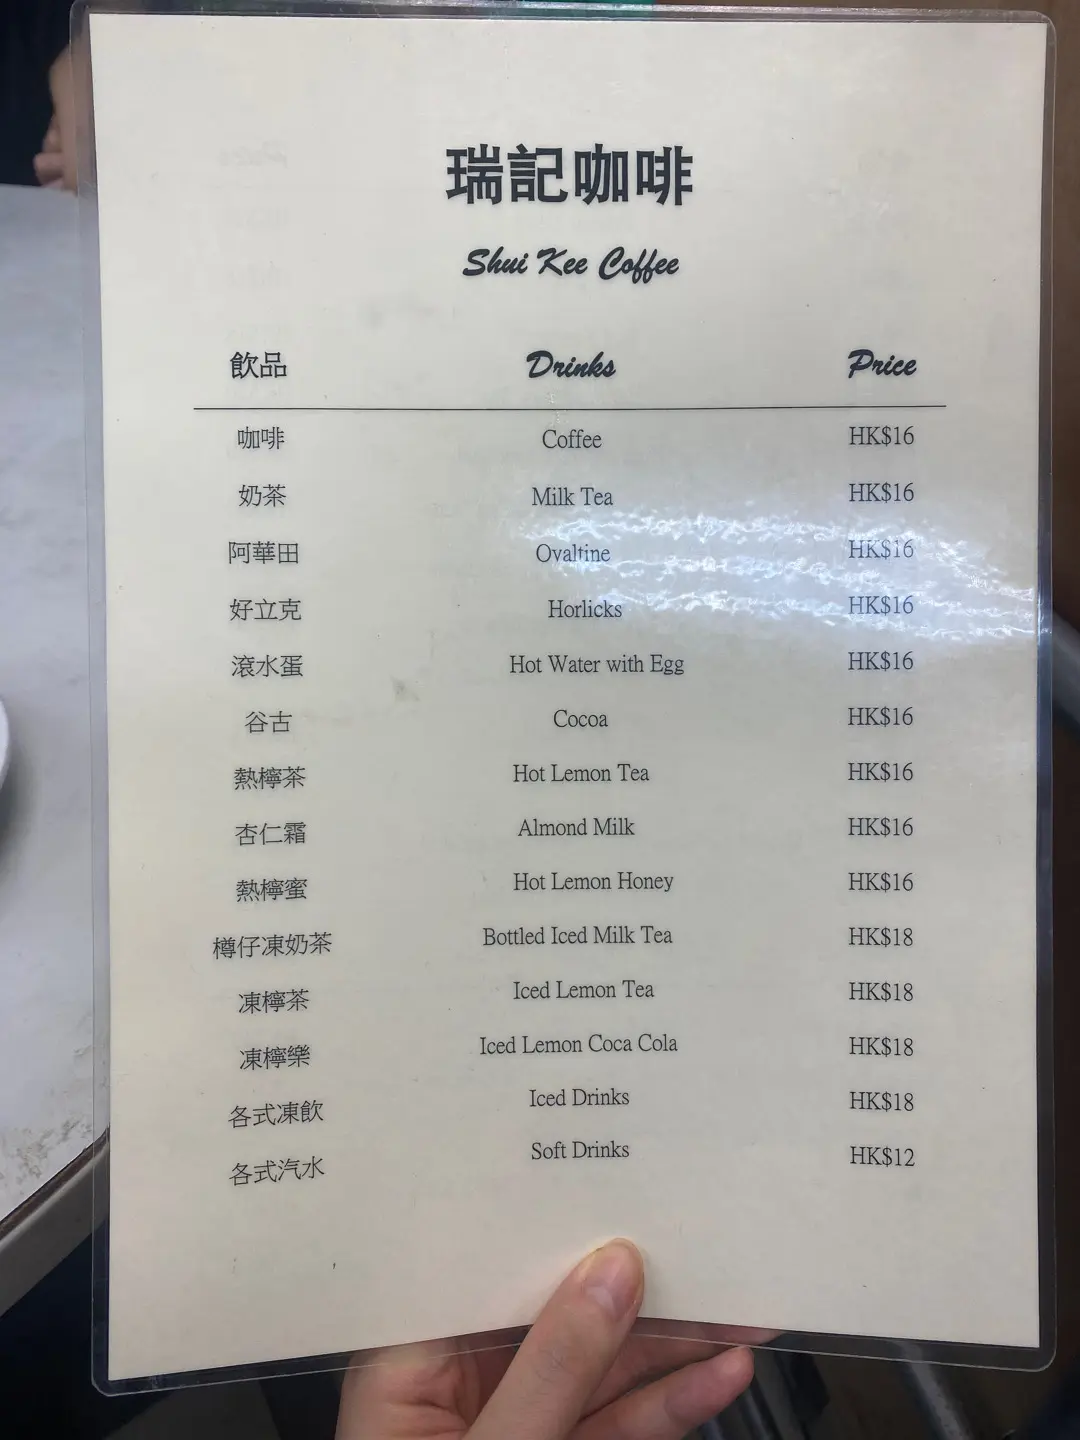 瑞記咖啡
Shui Kee Coffee
飲品 Drinks Price
咖啡 Coffee HK$16
奶茶 Milk Tea HK$16
阿華田 Ovaltine HK$16
好立克 Horlicks HK$16
滾水蛋 Hot Water with Egg HK$16
谷古 Cocoa HK$16
熱檸茶 Hot Lemon Tea HK$16
杏仁霜 Almond Milk HK$16
熱檸蜜 Hot Lemon Honey HK$16
樽仔凍奶茶 Bottled Iced Milk Tea HK$18
凍檸茶 Iced Lemon Tea HK$18
凍檸樂 Iced Lemon Coca Cola HK$18
各式凍飲 Iced Drinks HK$18
各式汽水 Soft Drinks HK$12